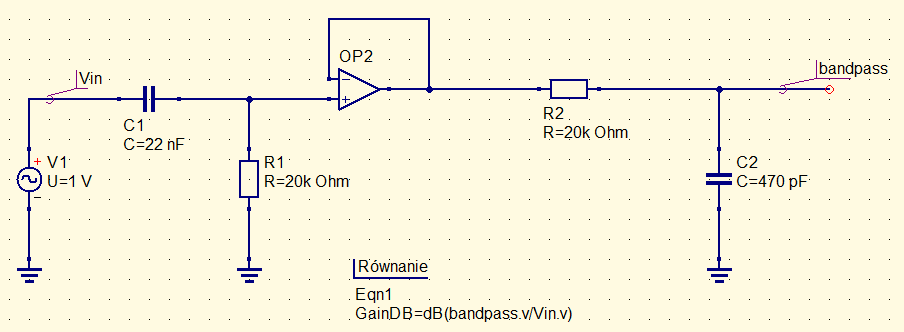 Vin
OP2
bandpass
C1
C=22 nF
R2
R=20k Ohm
V1
U=1 V
R1
R=20k Ohm
C2
C=470 pF
Równanie
Eqn1
GainDB=dB(bandpass.v/Vin.v)